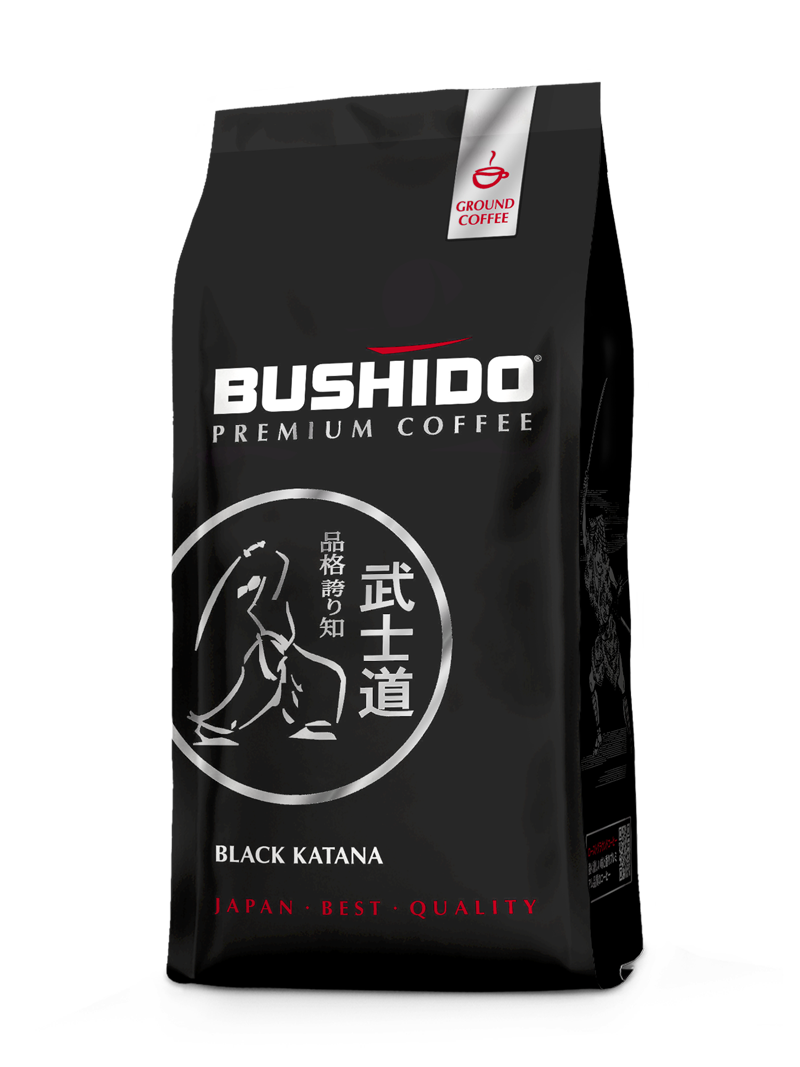 GROUND
COFFEE
BUSHIDO®
PREMIUM COFFEE
武士道
品格 誇り知
BLACK KATANA
JAPAN · BEST · QUALITY